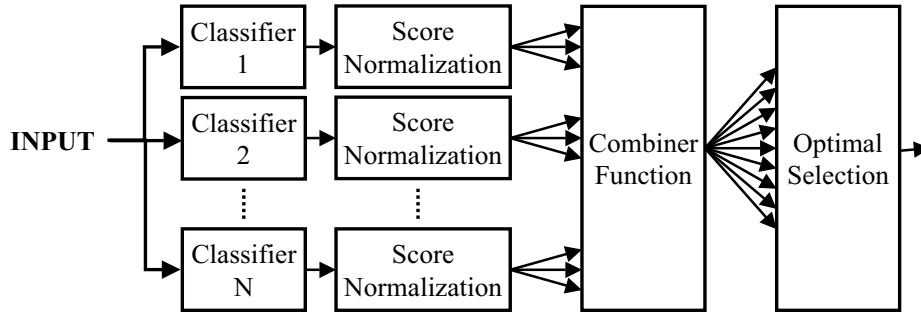 Classifier
1
Score
Normalization
INPUT
Classifier
2
Score
Normalization
Combiner
Function
Optimal
Selection
Classifier
N
Score
Normalization